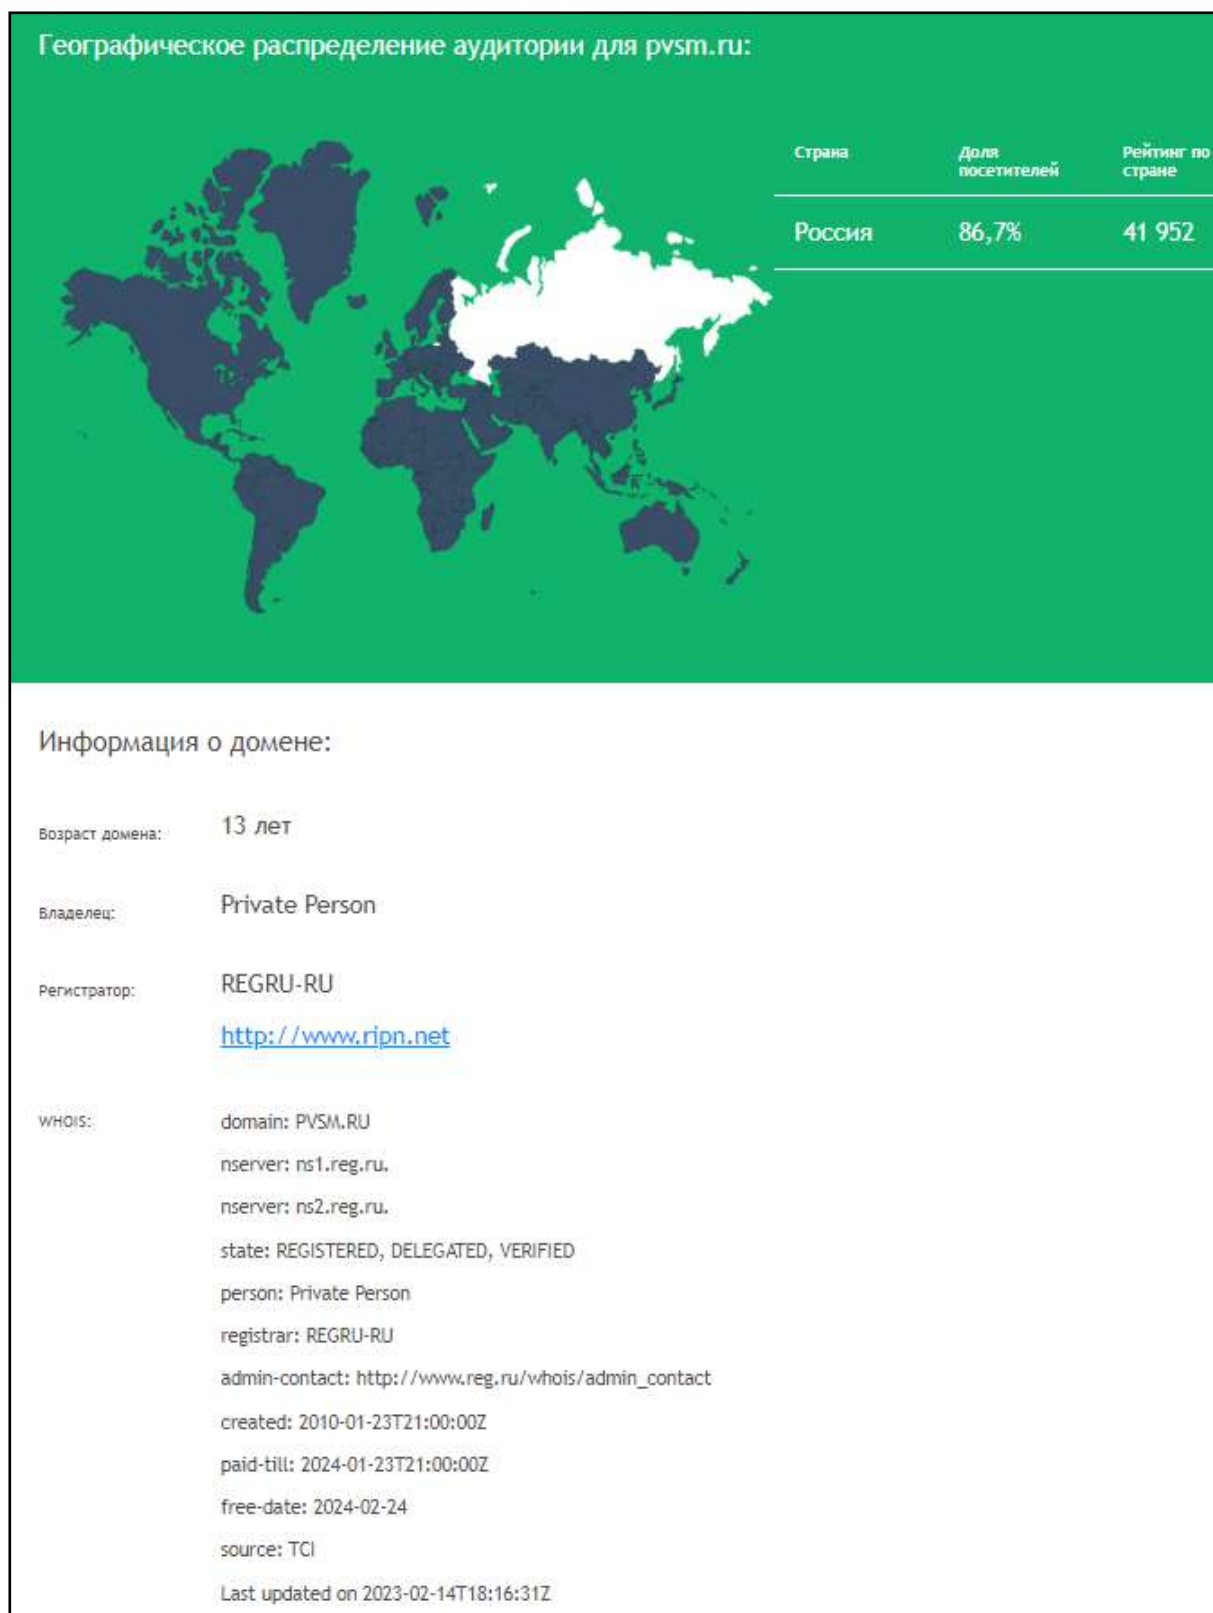 Географическое распределение аудитории для pvsm.ru:
Страна
Доля посетителей
Рейтинг по стране
Россия 86,7% 41 952
Информация о домене:
Возраст домена: 13 лет
Владелец: Private Person
Регистратор: REGRU-RU
http://www.ripn.net
WHOIS: domain: PVSM.RU
nserver: ns1.reg.ru.
nserver: ns2.reg.ru.
state: REGISTERED, DELEGATED, VERIFIED
person: Private Person
registrar: REGRU-RU
admin-contact: http://www.reg.ru/whois/admin_contact
created: 2010-01-23T21:00:00Z
paid-till: 2024-01-23T21:00:00Z
free-date: 2024-02-24
source: TCI
Last updated on 2023-02-14T18:16:31Z